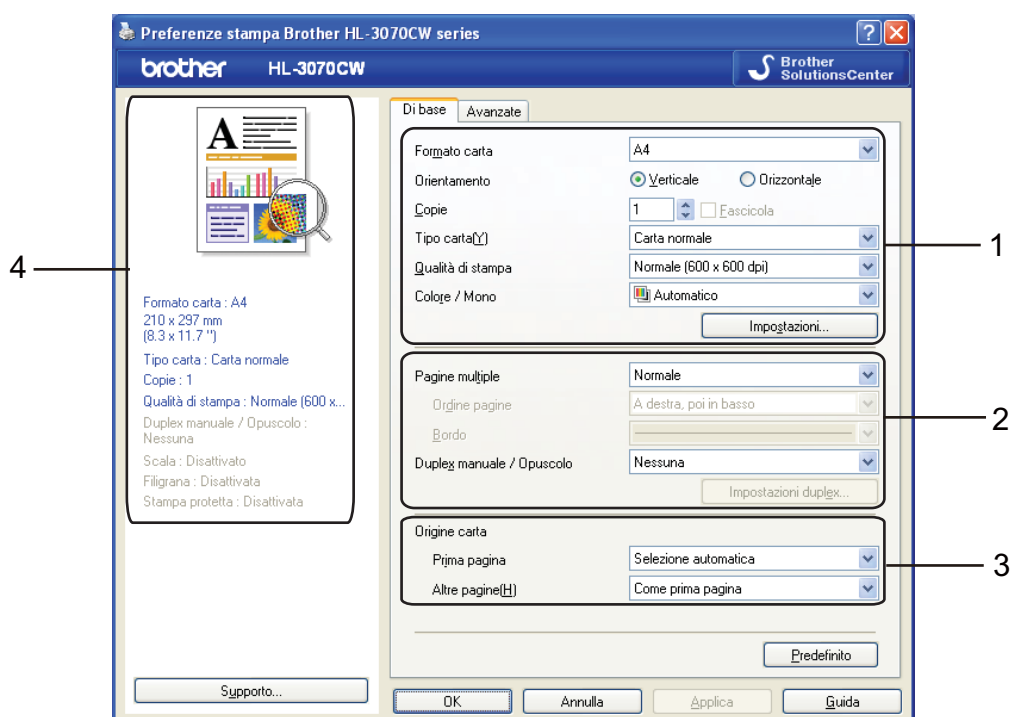 Preferenze stampa Brother HL-3070CW series
brother HL-3070CW
Brother
SolutionsCenter
A
4
Formato carta : A4
210 x 297 mm
(8.3 x 11.7 ")
Tipo carta : Carta normale
Copie : 1
Qualità di stampa : Normale (600 x...
Duplex manuale / Opuscolo :
Nessuna
Scala : Disattivato
Filigrana : Disattivata
Stampa protetta : Disattivata
Supporto...
Di base Avanzate
Formato carta A4
Orientamento Verticale Orizzontale
Copie 1 Fascicola
Tipo carta(Y) Carta normale
1
Qualità di stampa Normale (600 x 600 dpi)
Colore / Mono Automatico
Impostazioni...
Pagine multiple Normale
Ordine pagine A destra, poi in basso
2
Bordo
Duplex manuale / Opuscolo Nessuna
Impostazioni duplex...
Origine carta
Prima pagina Selezione automatica
3
Altre pagine(H) Come prima pagina
Predefinito
OK Annulla Applica Guida